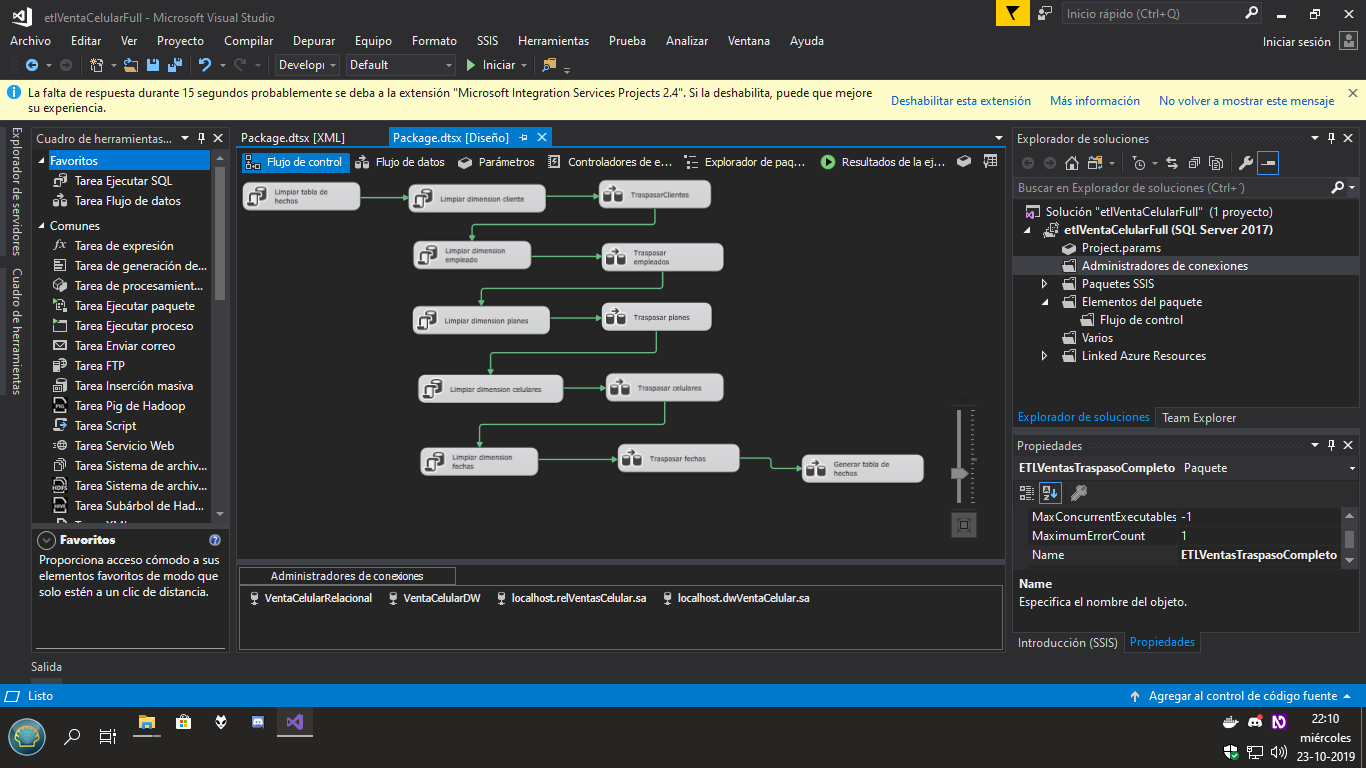 etlVentaCelularFull - Microsoft Visual Studio
Inicio rápido (Ctrl+Q)
Archivo Editar Ver Proyecto Compilar Depurar Equipo Formato SSIS Herramientas Prueba Analizar Ventana Ayuda
Iniciar sesión
Develop Default Iniciar
La falta de respuesta durante 15 segundos probablemente se deba a la extensión "Microsoft Integration Services Projects 2.4". Si la deshabilita, puede que mejore
su experiencia.
Deshabilitar esta extensión Más información No volver a mostrar este mensaje
Explorador de servidores
Cuadro de herramientas
Cuadro de herramientas...
Favoritos
Tarea Ejecutar SQL
Tarea Flujo de datos
Comunes
Tarea de expresión
Tarea de generación de...
Tarea de procesamient...
Tarea Ejecutar paquete
Tarea Ejecutar proceso
Tarea Enviar correo
Tarea FTP
Tarea Inserción masiva
Tarea Pig de Hadoop
Tarea Script
Tarea Servicio Web
Tarea Sistema de archiv...
Tarea Sistema de archiv...
Tarea Subárbol de Had...
Tarea XML
Favoritos
Proporciona acceso cómodo a sus
elementos favoritos de modo que
solo estén a un clic de distancia.
Package.dtsx [XML]
Package.dtsx [Diseño]
Flujo de control Flujo de datos Parámetros Controladores de e... Explorador de paq... Resultados de la ej...
Limpiar tabla de
hechos
Limpiar dimension cliente
TraspasarClientes
Limpiar dimension
empleado
Traspasar
empleados
Limpiar dimension planes
Traspasar planes
Limpiar dimension celulares
Traspasar celulares
Limpiar dimension
fechas
Traspasar fechas
Generar tabla de
hechos
Administradores de conexiones
VentaCelularRelacional VentaCelularDW localhost.relVentasCelular.sa localhost.dwVentaCelular.sa
Explorador de soluciones
Buscar en Explorador de soluciones (Ctrl+´)
Solución "etlVentaCelularFull" (1 proyecto)
etlVentaCelularFull (SQL Server 2017)
Project.params
Administradores de conexiones
Paquetes SSIS
Elementos del paquete
Flujo de control
Varios
Linked Azure Resources
Explorador de soluciones Team Explorer
Propiedades
ETLVentasTraspasoCompleto Paquete
MaxConcurrentExecutables -1
MaximumErrorCount 1
Name ETLVentasTraspasoCompleto
Name
Especifica el nombre del objeto.
Introducción (SSIS) Propiedades
Salida
Listo
Agregar al control de código fuente
22:10
miércoles
23-10-2019